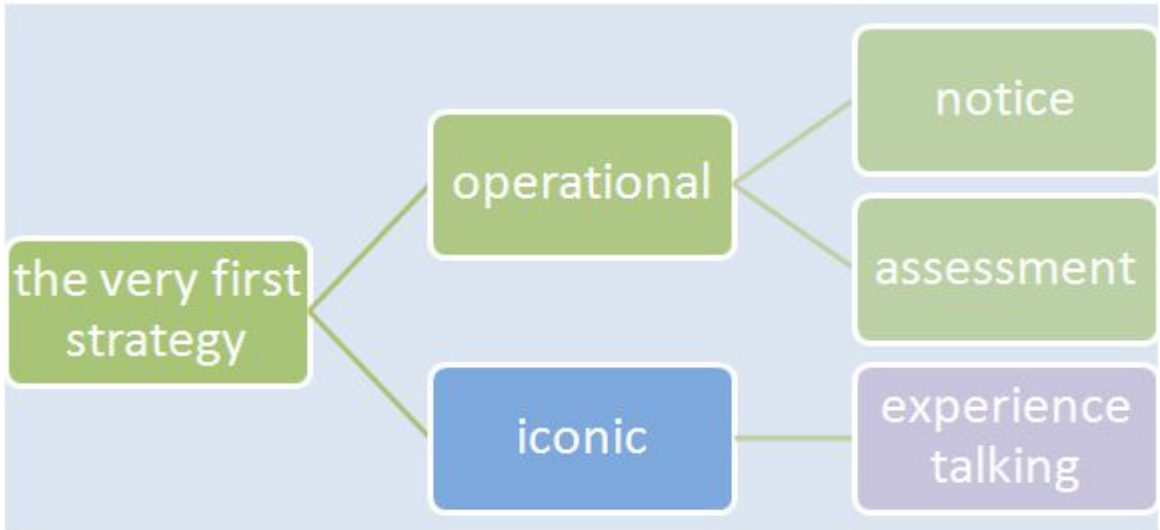 the very first
strategy
operational
notice
assessment
iconic
experience
talking